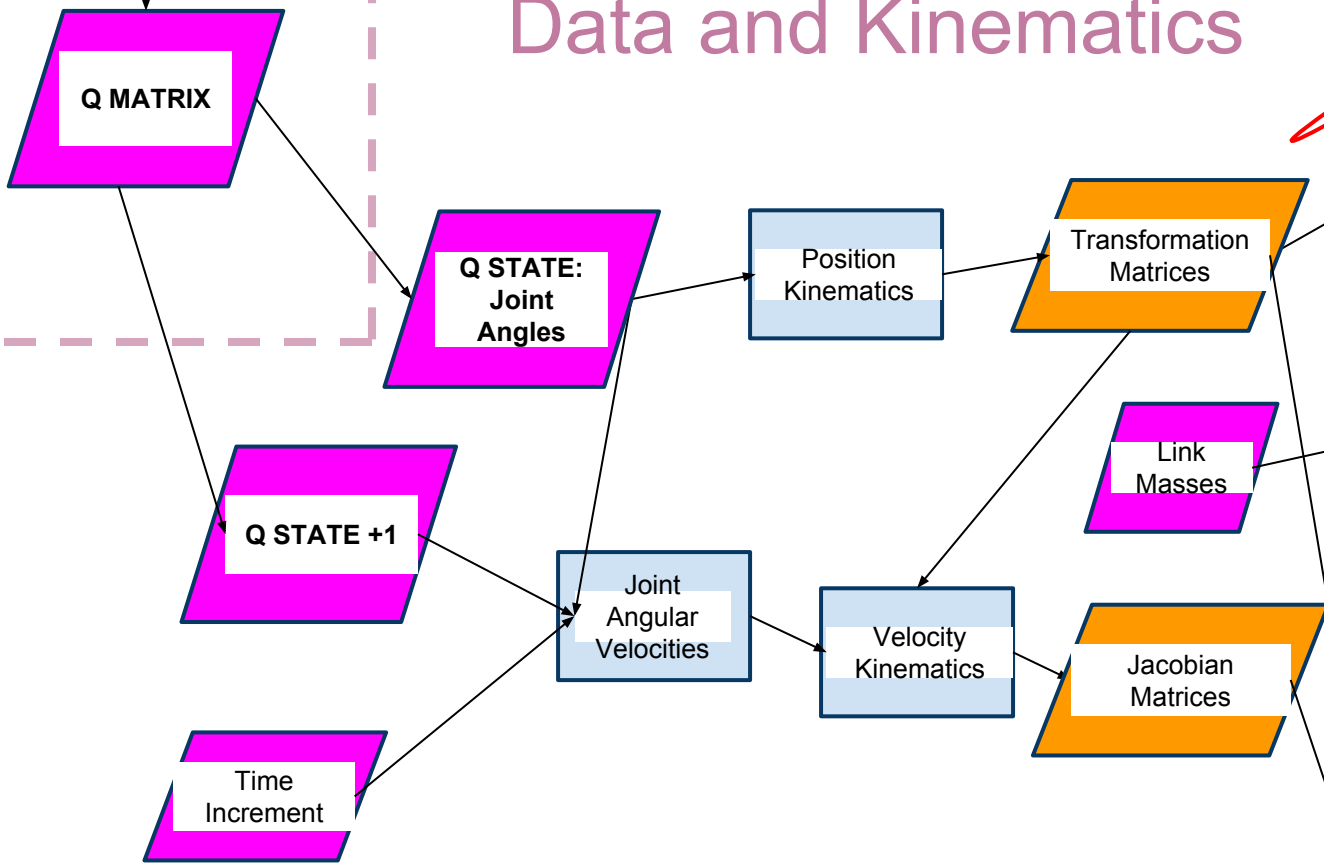 Data and Kinematics
Q MATRIX
Q STATE:
Joint
Angles
Position
Kinematics
Transformation
Matrices
Link
Masses
Q STATE +1
Joint
Angular
Velocities
Velocity
Kinematics
Jacobian
Matrices
Time
Increment